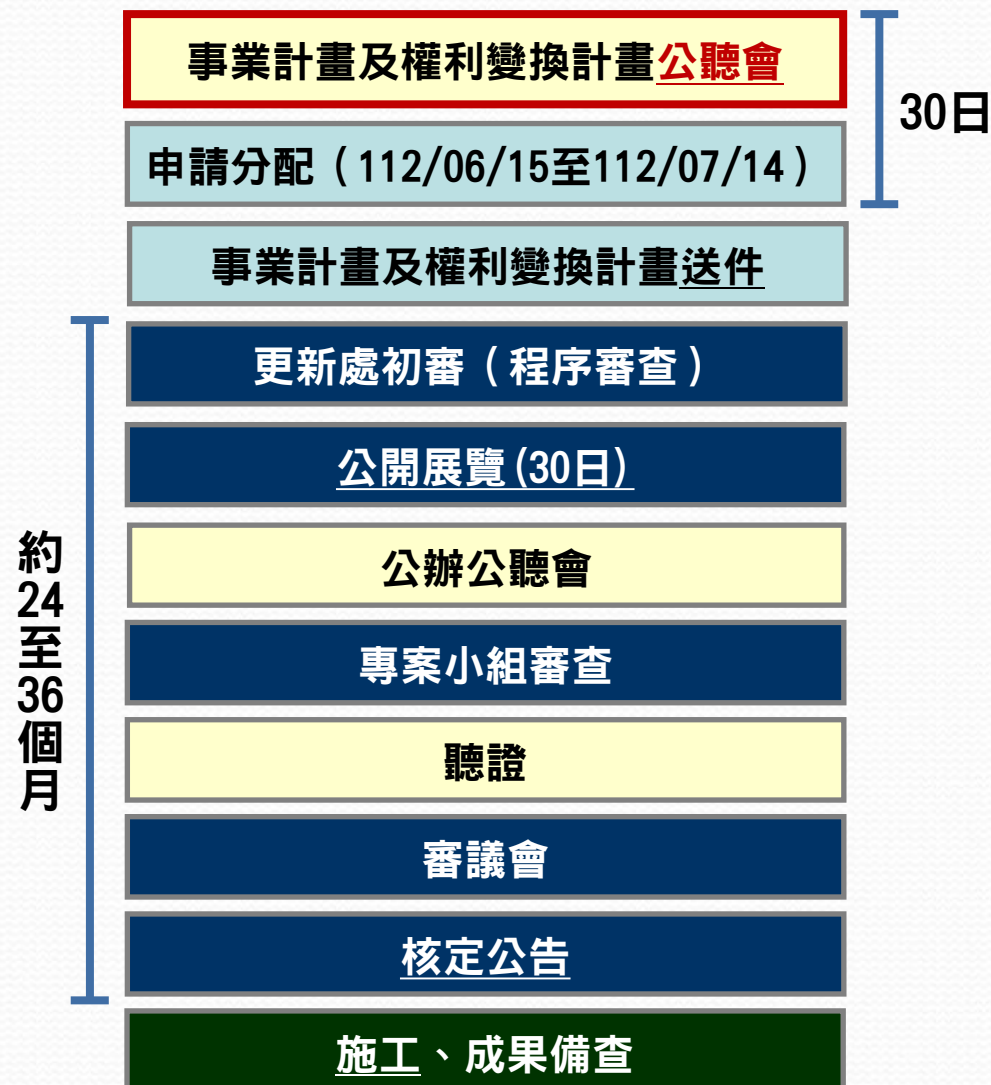 事業計畫及權利變換計畫公聽會
30日
申請分配（112/06/15至112/07/14）
事業計畫及權利變換計畫送件
更新處初審（程序審查）
公開展覽(30日)
公辦公聽會
專案小組審查
聽證
審議會
核定公告
約24至36個月
施工、成果備查